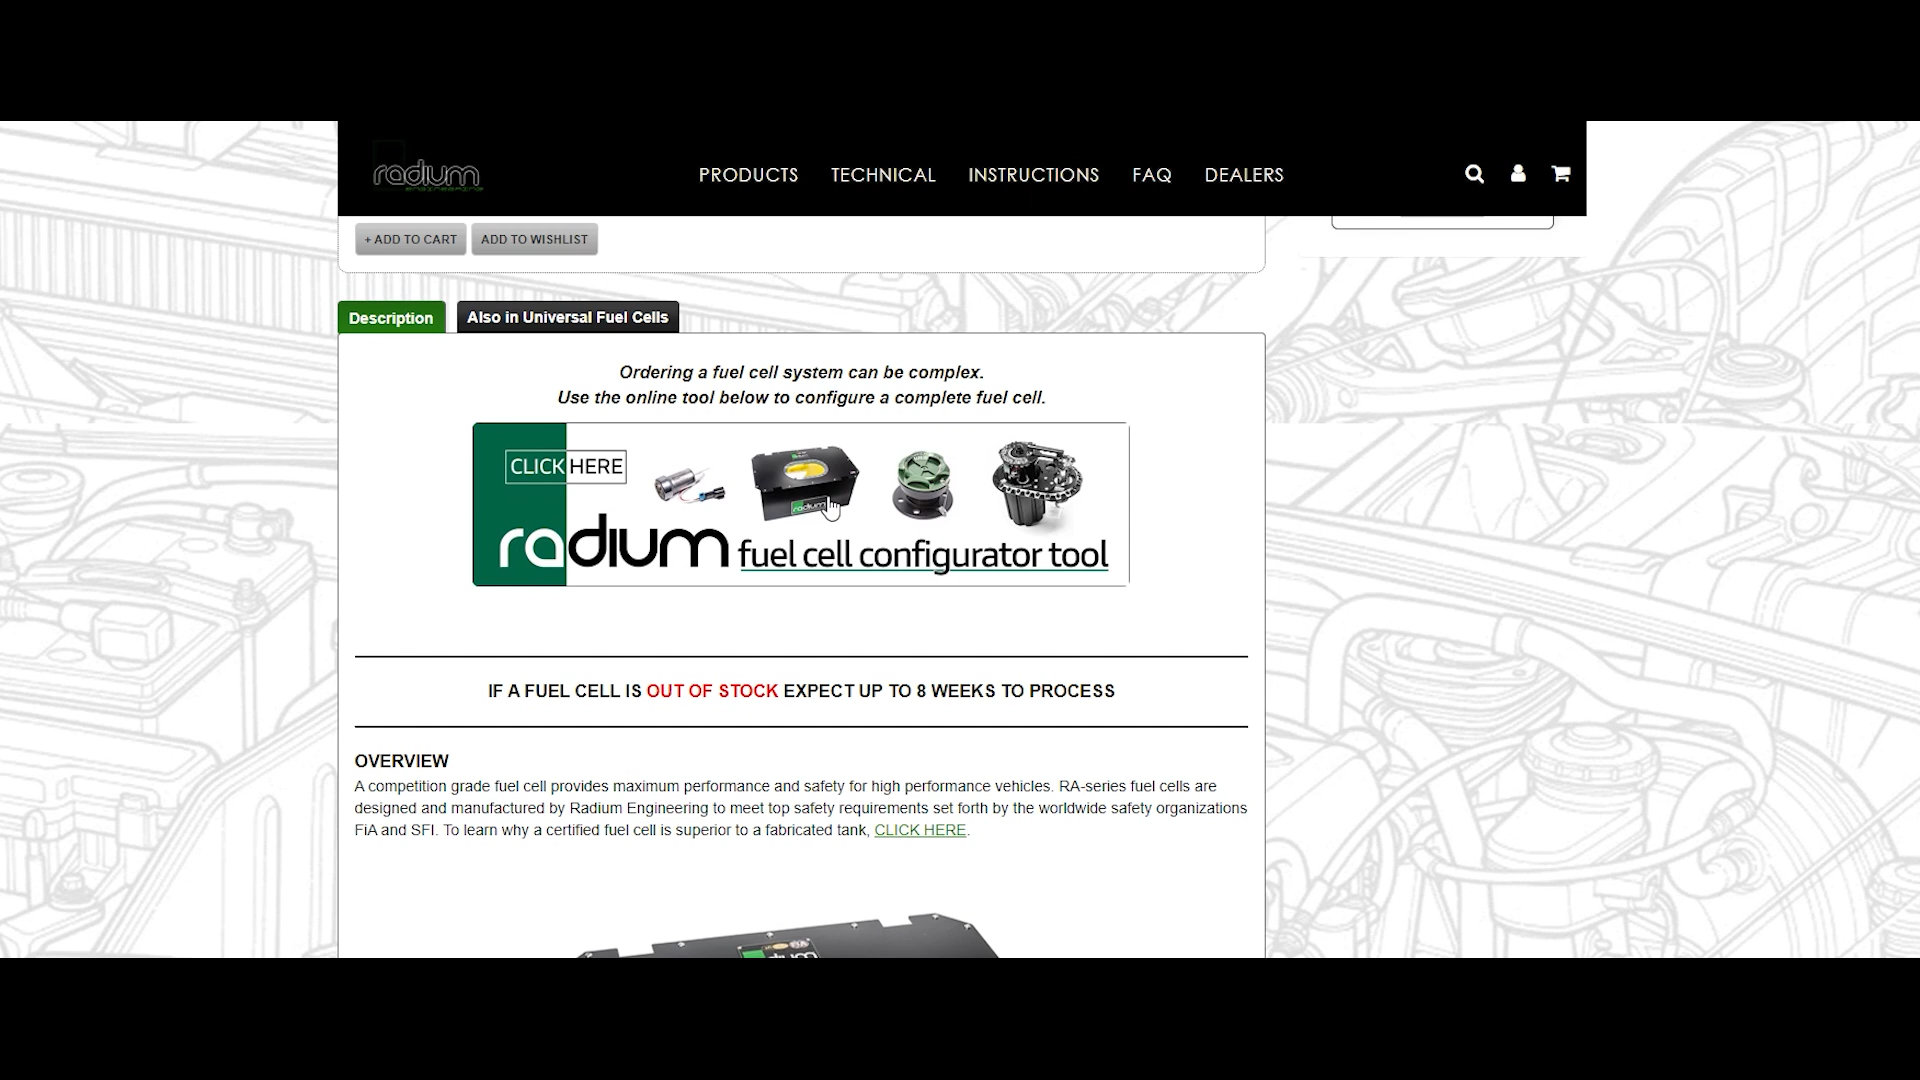 radium
ENGINEERING
PRODUCTS TECHNICAL INSTRUCTIONS FAQ DEALERS
+ ADD TO CART ADD TO WISHLIST
Description Also in Universal Fuel Cells
Ordering a fuel cell system can be complex.
Use the online tool below to configure a complete fuel cell.
CLICK HERE
radium
radium fuel cell configurator tool
IF A FUEL CELL IS OUT OF STOCK EXPECT UP TO 8 WEEKS TO PROCESS
OVERVIEW
A competition grade fuel cell provides maximum performance and safety for high performance vehicles. RA-series fuel cells are
designed and manufactured by Radium Engineering to meet top safety requirements set forth by the worldwide safety organizations
FiA and SFI. To learn why a certified fuel cell is superior to a fabricated tank, CLICK HERE.